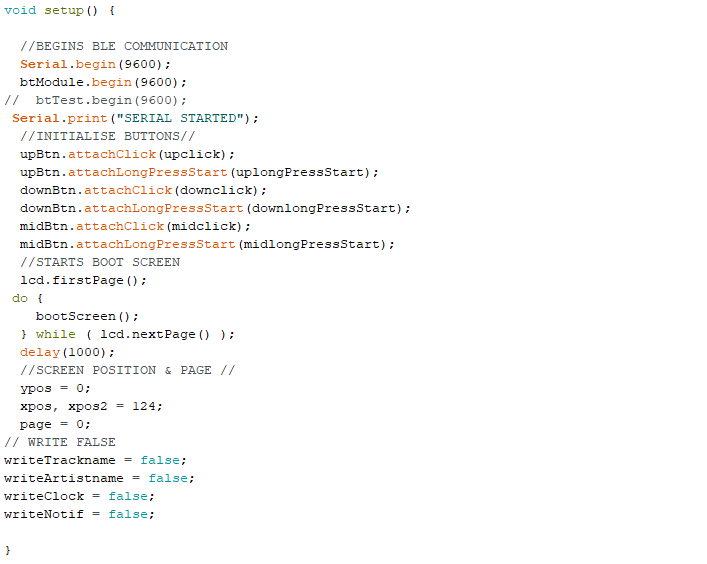 void setup() {
//BEGINS BLE COMMUNICATION
Serial.begin(9600);
btModule.begin(9600);
//  btTest.begin(9600);
Serial.print("SERIAL STARTED");
//INITIALISE BUTTONS//
upBtn.attachClick(upclick);
upBtn.attachLongPressStart(uplongPressStart);
downBtn.attachClick(downclick);
downBtn.attachLongPressStart(downlongPressStart);
midBtn.attachClick(midclick);
midBtn.attachLongPressStart(midlongPressStart);
//STARTS BOOT SCREEN
lcd.firstPage();
do {
bootScreen();
} while ( lcd.nextPage() );
delay(1000);
//SCREEN POSITION & PAGE //
ypos = 0;
xpos, xpos2 = 124;
page = 0;
// WRITE FALSE
writeTrackname = false;
writeArtistname = false;
writeClock = false;
writeNotif = false;
}